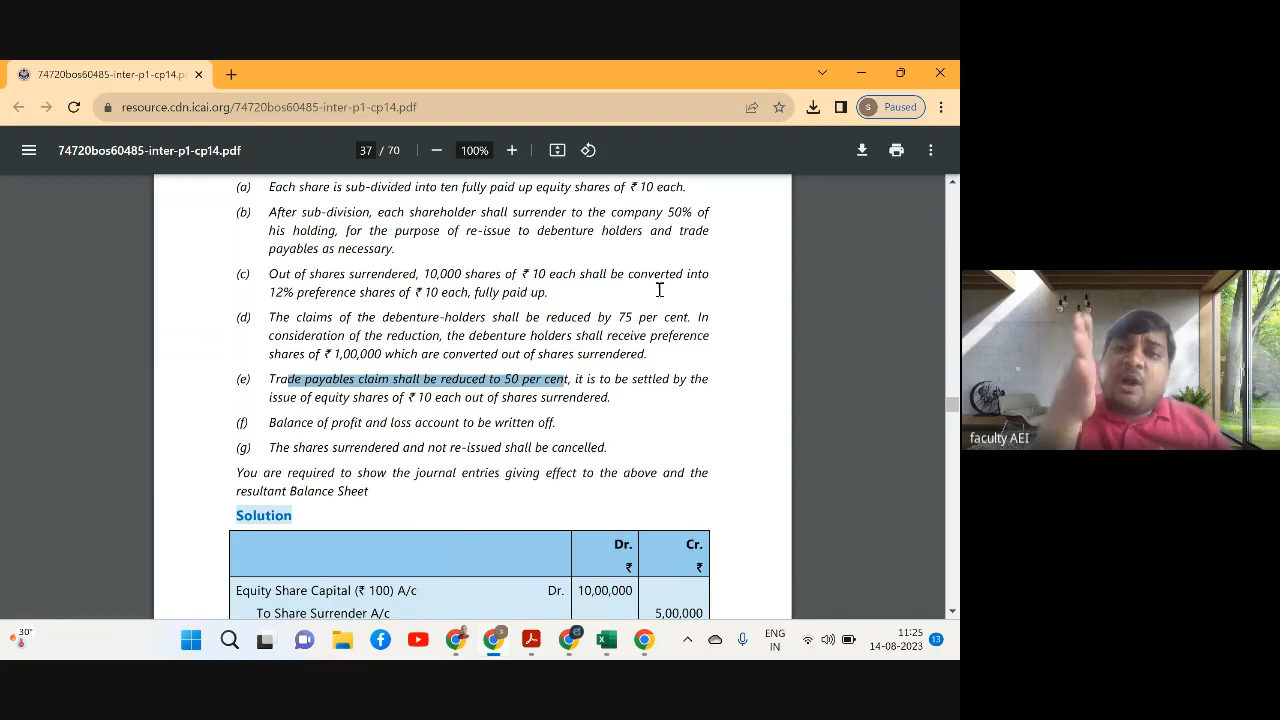 74720bos60485-inter-p1-cp14.p
resource.cdn.icai.org/74720bos60485-inter-p1-cp14.pdf
S Paused
74720bos60485-inter-p1-cp14.pdf
37 / 70
100%
(a) Each share is sub-divided into ten fully paid up equity shares of ₹ 10 each.
(b) After sub-division, each shareholder shall surrender to the company 50% of
his holding, for the purpose of re-issue to debenture holders and trade
payables as necessary.
(c) Out of shares surrendered, 10,000 shares of ₹ 10 each shall be converted into
12% preference shares of ₹ 10 each, fully paid up.
(d) The claims of the debenture-holders shall be reduced by 75 per cent. In
consideration of the reduction, the debenture holders shall receive preference
shares of ₹ 1,00,000 which are converted out of shares surrendered.
(e) Trade payables claim shall be reduced to 50 per cent, it is to be settled by the
issue of equity shares of ₹ 10 each out of shares surrendered.
(f) Balance of profit and loss account to be written off.
(g) The shares surrendered and not re-issued shall be cancelled.
You are required to show the journal entries giving effect to the above and the
resultant Balance Sheet
Solution
Dr. Cr.
₹ ₹
Equity Share Capital (₹ 100) A/c Dr. 10,00,000
To Share Surrender A/c 5,00,000
faculty AEI
30°
ENG
IN
11:25
14-08-2023
13